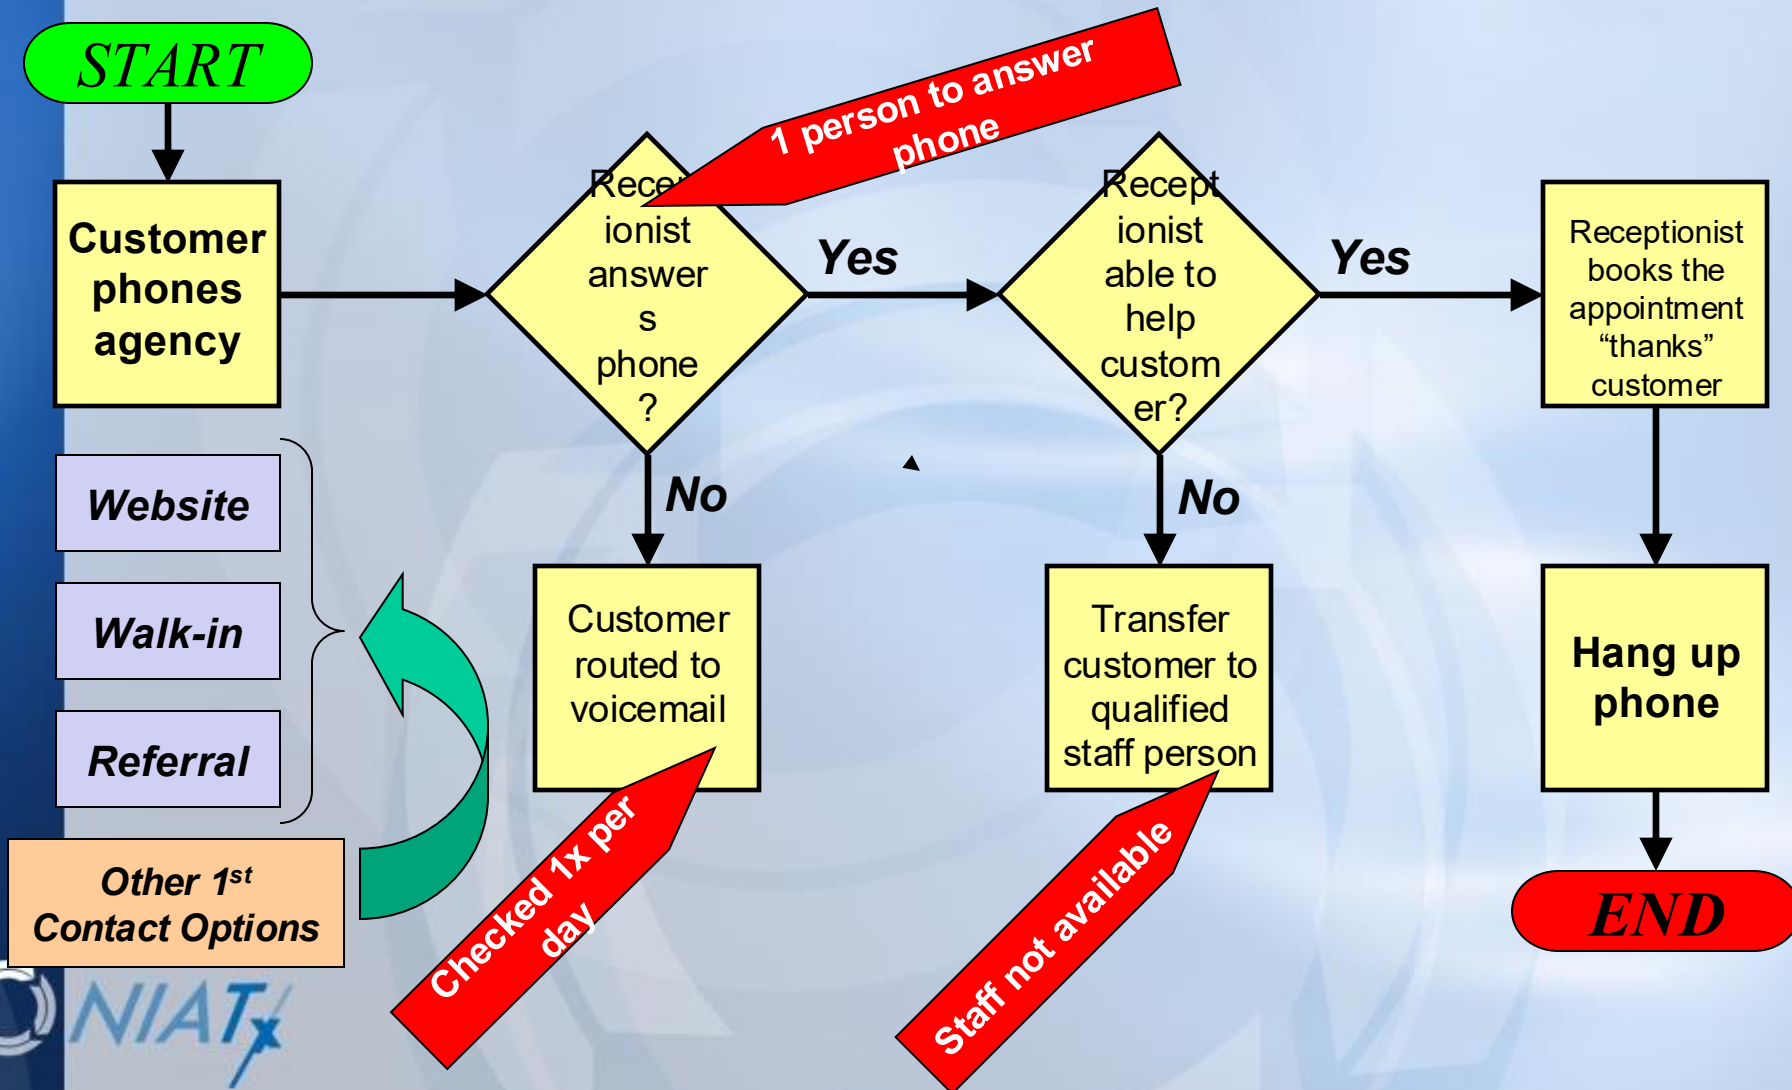 START
1 person to answer
phone
Customer
phones
agency
Recept
ionist
answer
s
phone
?
Yes
Recept
ionist
able to
help
custom
er?
Yes
Receptionist
books the
appointment
“thanks”
customer
Website
Walk-in
Referral
Other 1st
Contact Options
No
Customer
routed to
voicemail
Checked 1x per
day
No
Transfer
customer to
qualified
staff person
Staff not available
Hang up
phone
END
NIATx